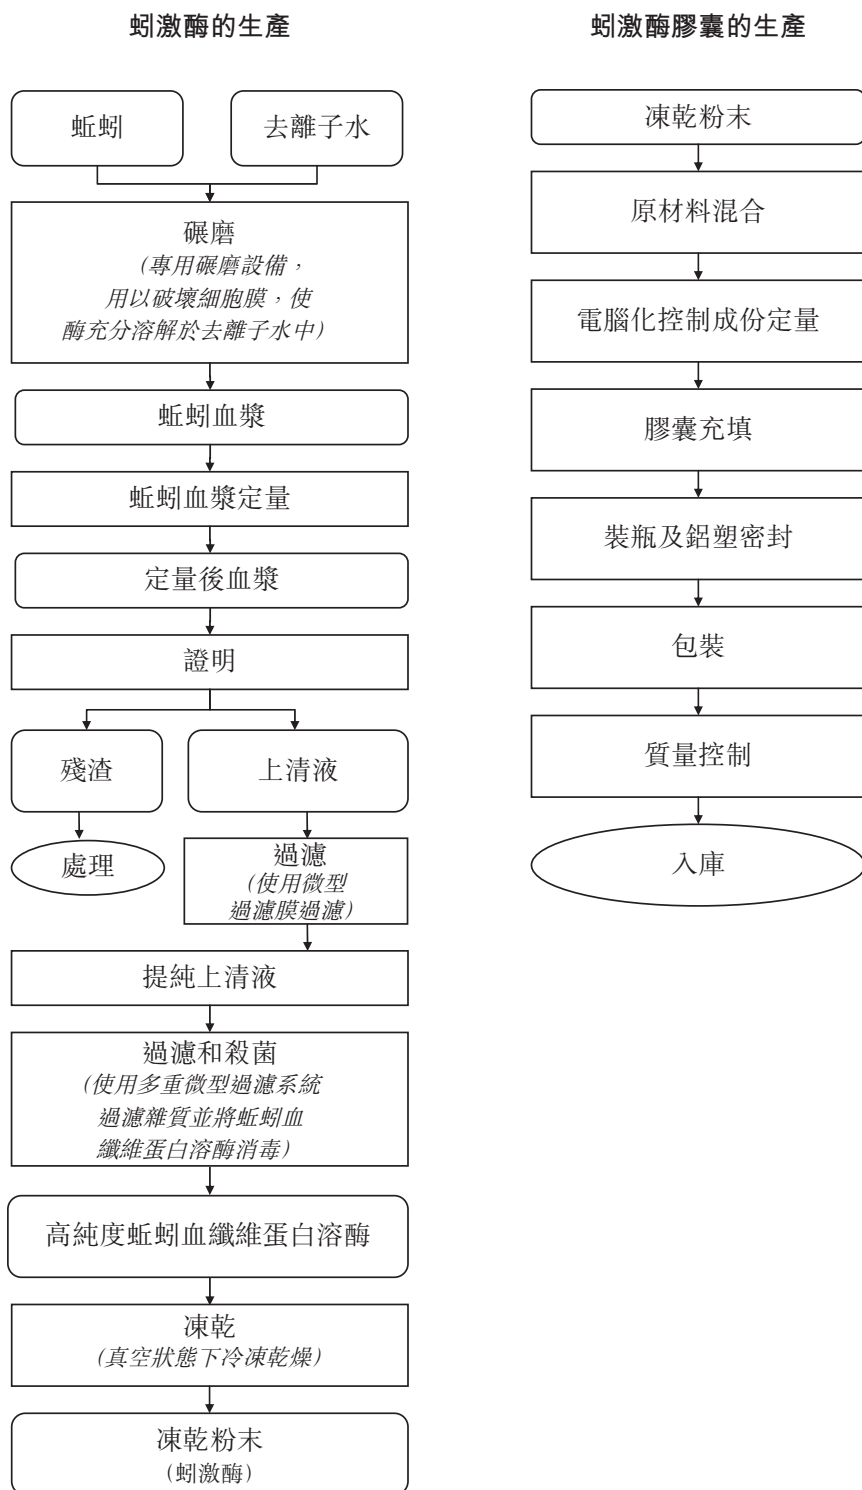 蚓激酶的生產
蚯蚓
去離子水
碾磨
(專用碾磨設備，
用以破壞細胞膜，使
酶充分溶解於去離子水中)
蚯蚓血漿
蚯蚓血漿定量
定量後血漿
證明
殘渣
上清液
處理
過濾
(使用微型
過濾膜過濾)
提純上清液
過濾和殺菌
(使用多重微型過濾系統
過濾雜質並將蚯蚓血
纖維蛋白溶酶消毒)
高純度蚯蚓血纖維蛋白溶酶
凍乾
(真空狀態下冷凍乾燥)
凍乾粉末
(蚓激酶)
蚓激酶膠囊的生產
凍乾粉末
原材料混合
電腦化控制成份定量
膠囊充填
裝瓶及鋁塑密封
包裝
質量控制
入庫